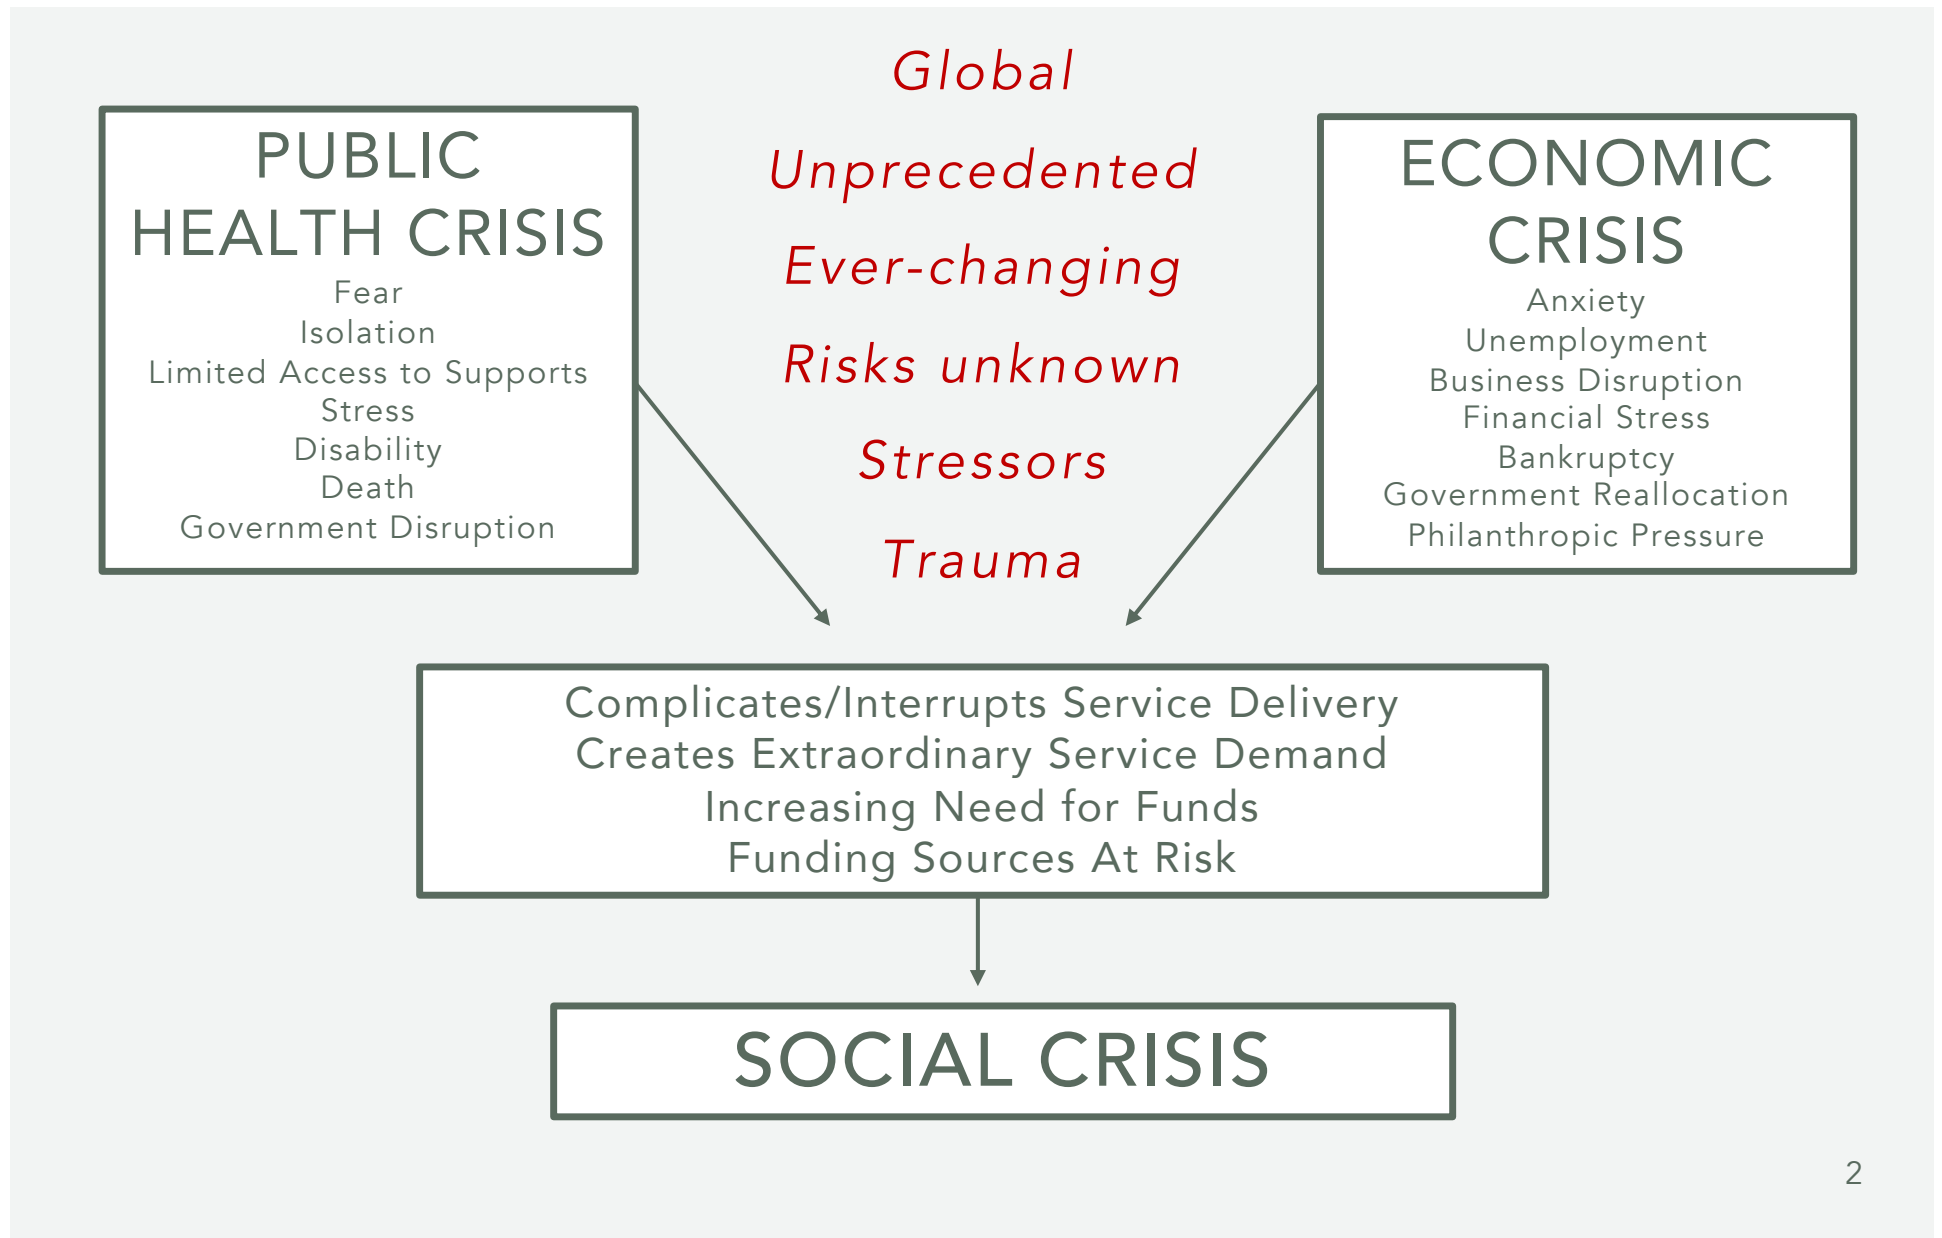 PUBLIC
HEALTH CRISIS
Fear
Isolation
Limited Access to Supports
Stress
Disability
Death
Government Disruption
Global
Unprecedented
Ever-changing
Risks unknown
Stressors
Trauma
ECONOMIC
CRISIS
Anxiety
Unemployment
Business Disruption
Financial Stress
Bankruptcy
Government Reallocation
Philanthropic Pressure
Complicates/Interrupts Service Delivery
Creates Extraordinary Service Demand
Increasing Need for Funds
Funding Sources At Risk
SOCIAL CRISIS
2